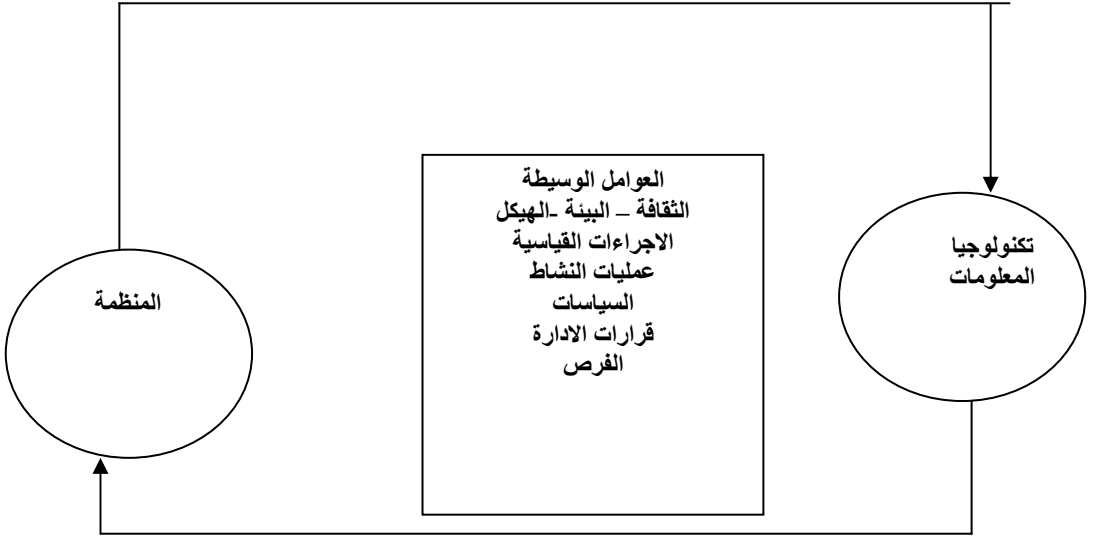 العوامل الوسيطة
الثقافة – البيئة -الهيكل
الاجراءات القياسية
عمليات النشاط
السياسات
قرارات الادارة
الفرص
تكنولوجيا
المعلومات
المنظمة